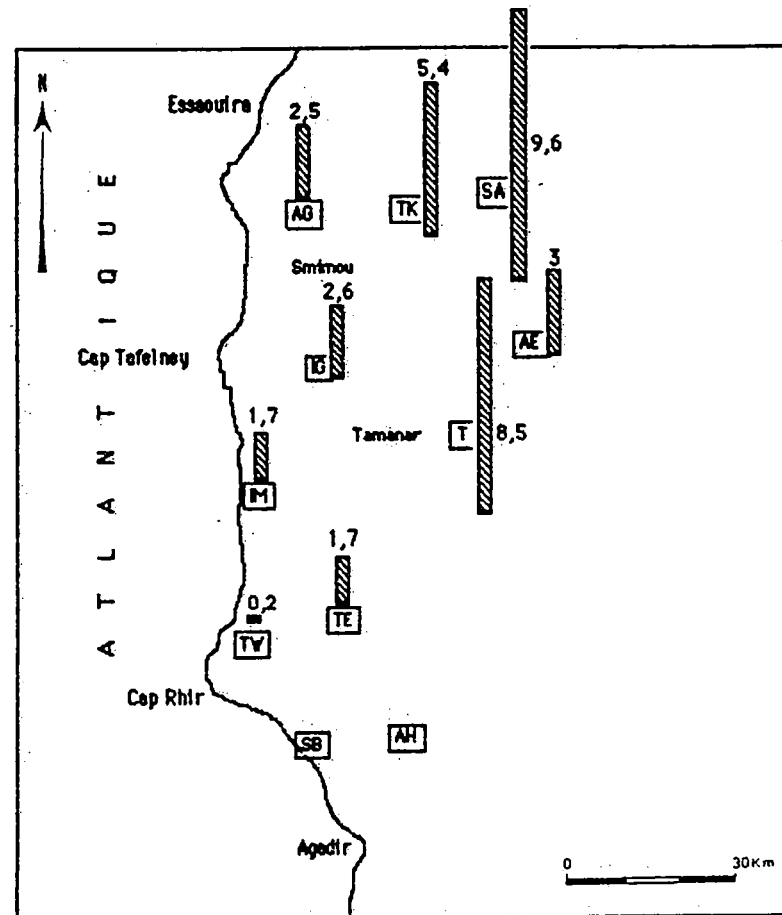 N
Essaouira
2,5
AG
5,4
TK
9,6
SA
Smimou
2,6
IG
3
AE
Cap Tafelney
ATLANTIQUE
1,7
IM
Tamanar
T
8,5
1,7
TE
0,2
TW
Cap Rhir
SB
AH
Agadir
0
30Km